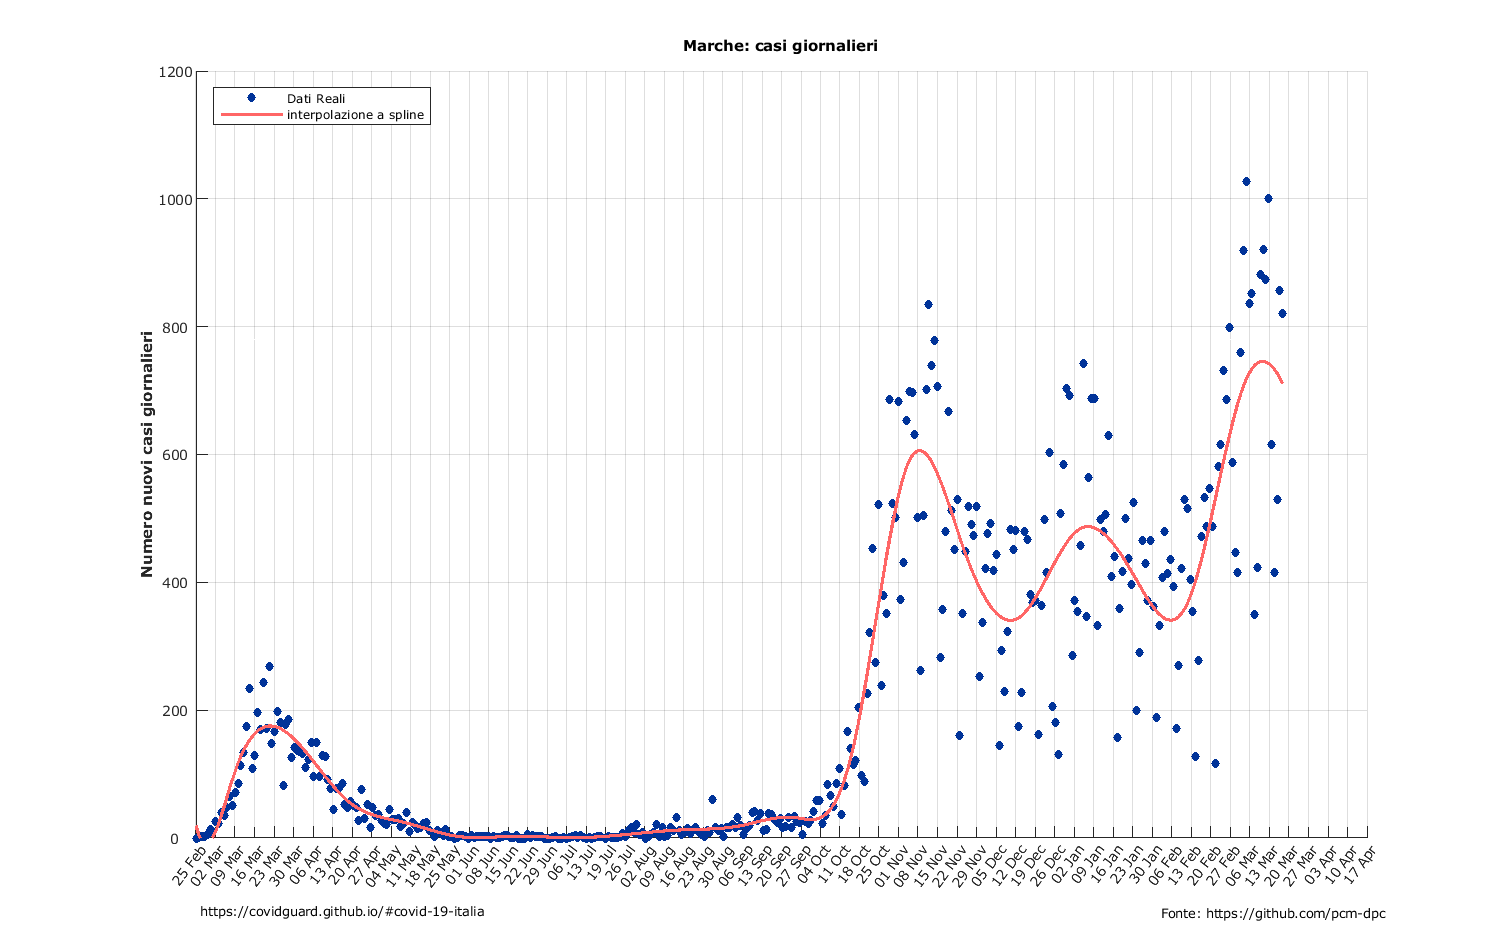 Marche: casi giornalieri
Dati Reali
interpolazione a spline
Numero nuovi casi giornalieri
1200
1000
800
600
400
200
0
25 Feb
02 Mar
09 Mar
16 Mar
23 Mar
30 Mar
06 Apr
13 Apr
20 Apr
27 Apr
04 May
11 May
18 May
25 May
01 Jun
08 Jun
15 Jun
22 Jun
29 Jun
06 Jul
13 Jul
19 Jul
26 Jul
02 Aug
09 Aug
16 Aug
23 Aug
30 Aug
06 Sep
13 Sep
20 Sep
27 Sep
04 Oct
11 Oct
18 Oct
25 Oct
01 Nov
08 Nov
15 Nov
22 Nov
29 Nov
05 Dec
12 Dec
19 Dec
26 Dec
02 Jan
09 Jan
16 Jan
23 Jan
30 Jan
06 Feb
13 Feb
20 Feb
27 Feb
06 Mar
13 Mar
20 Mar
27 Mar
03 Apr
10 Apr
17 Apr
https://covidguard.github.io/#covid-19-italia
Fonte: https://github.com/pcm-dpc